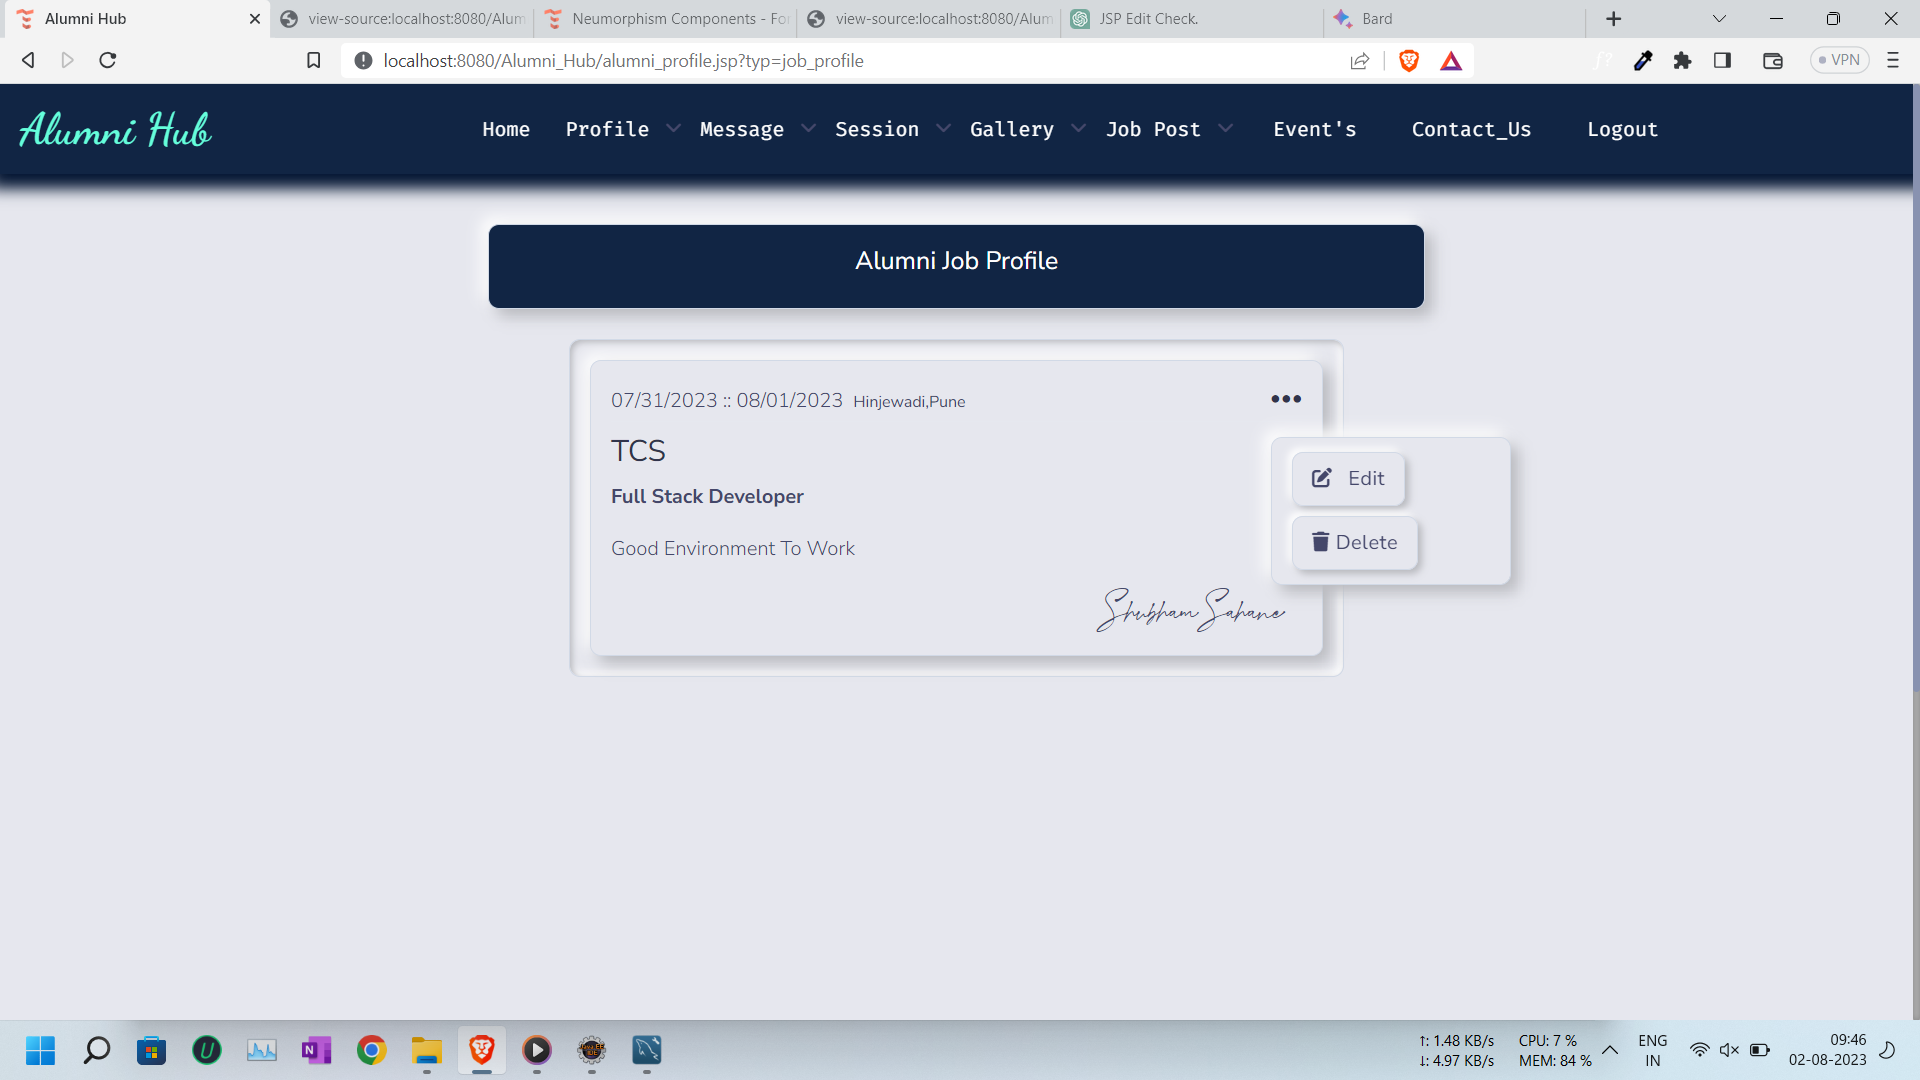 Alumni Hub
view-source:localhost:8080/Alum
Neumorphism Components - For
view-source:localhost:8080/Alum
JSP Edit Check.
Bard
localhost:8080/Alumni_Hub/alumni_profile.jsp?typ=job_profile
VPN
Alumni Hub
Home Profile Message Session Gallery Job Post Event's Contact_Us Logout
Alumni Job Profile
07/31/2023 :: 08/01/2023 Hinjewadi,Pune
TCS
Full Stack Developer
Good Environment To Work
Shubham Sahane
Edit
Delete
↑: 1.48 KB/s CPU: 7 %
↓: 4.97 KB/s MEM: 84 %
ENG
IN
09:46
02-08-2023